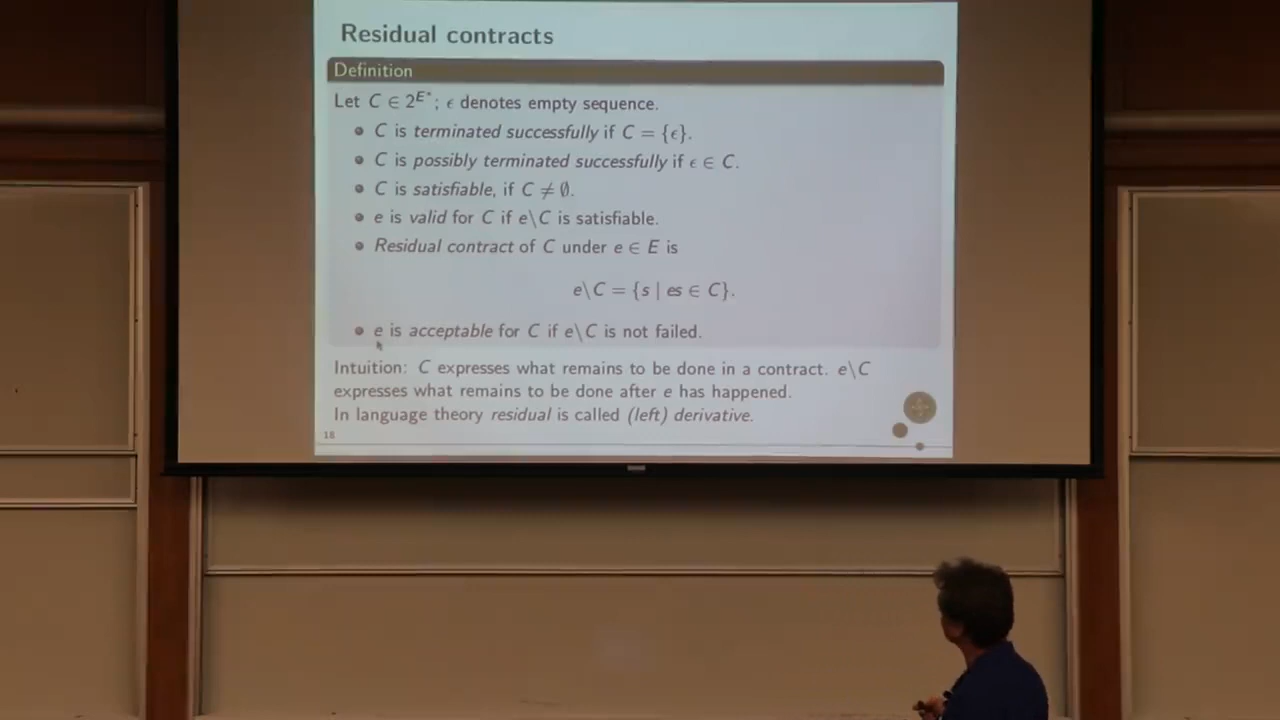 Residual contracts
Definition
Let C ∈ 2^{E*}; ϵ denotes empty sequence.
• C is terminated successfully if C = {ϵ}.
• C is possibly terminated successfully if ϵ ∈ C.
• C is satisfiable, if C ≠ ∅.
• e is valid for C if e\C is satisfiable.
• Residual contract of C under e ∈ E is
e\C = {s | es ∈ C}.
• e is acceptable for C if e\C is not failed.
Intuition: C expresses what remains to be done in a contract. e\C
expresses what remains to be done after e has happened.
In language theory residual is called (left) derivative.
18